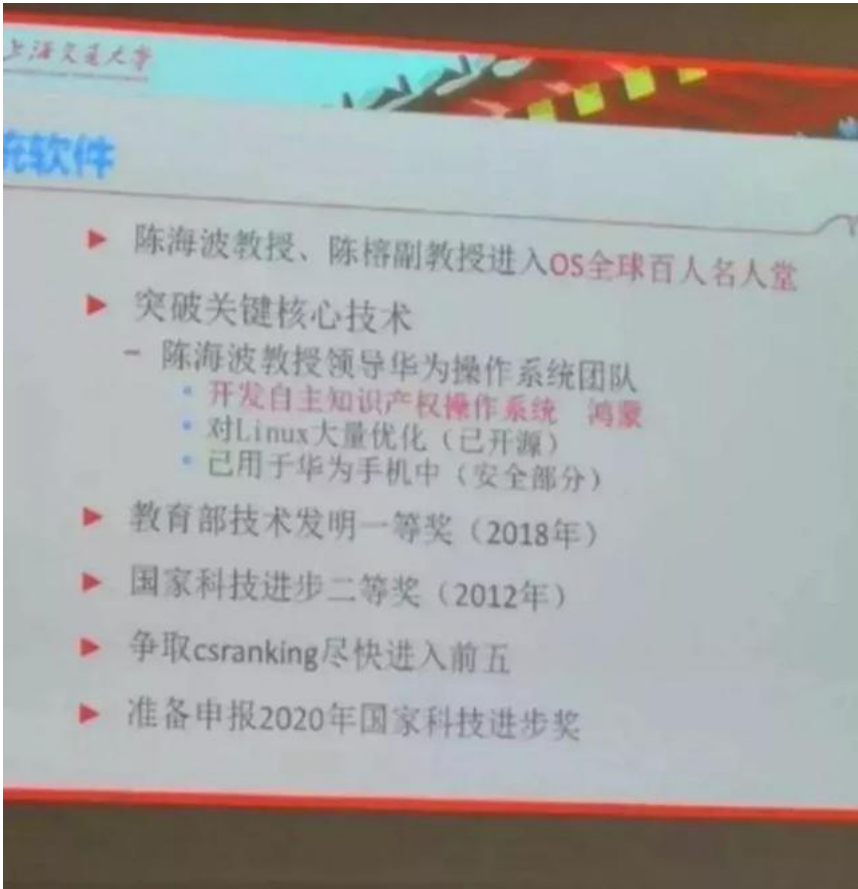 上海交通大学
统软件
陈海波教授、陈榕副教授进入OS全球百人名人堂
突破关键核心技术
– 陈海波教授领导华为操作系统团队
• 开发自主知识产权操作系统 鸿蒙
• 对Linux大量优化（已开源）
• 已用于华为手机中（安全部分）
教育部技术发明一等奖（2018年）
国家科技进步二等奖（2012年）
争取csranking尽快进入前五
准备申报2020年国家科技进步奖